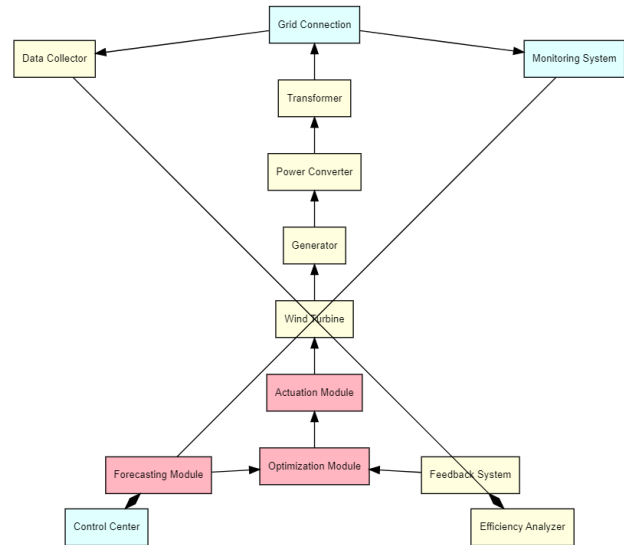 Grid Connection
Data Collector
Monitoring System
Transformer
Power Converter
Generator
Wind Turbine
Actuation Module
Forecasting Module
Optimization Module
Feedback System
Control Center
Efficiency Analyzer